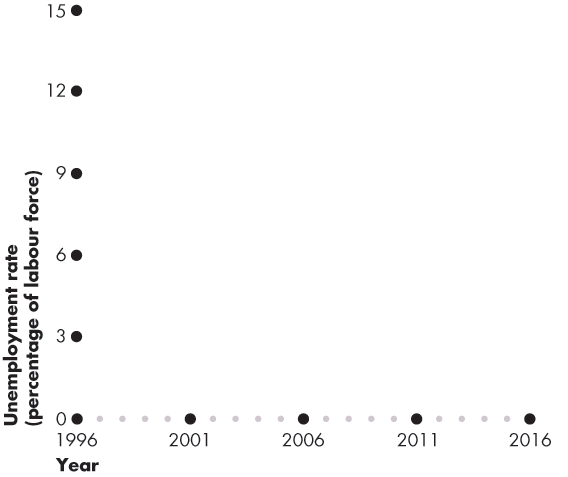 15
12
9
6
3
0
Unemployment rate
(percentage of labour force)
1996 2001 2006 2011 2016
Year